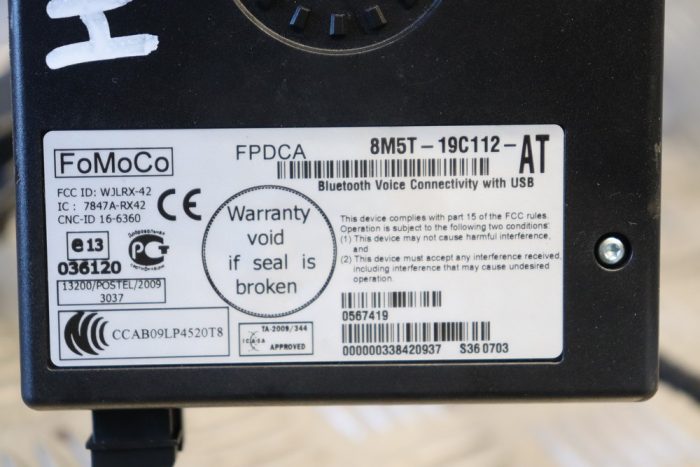 H
FoMoCo
FPDCA
8M5T-19C112-AT
Bluetooth Voice Connectivity with USB
FCC ID: WJLRX-42
IC : 7847A-RX42
CNC-ID 16-6360
CE
Warranty
void
if seal is
broken
This device complies with part 15 of the FCC rules.
Operation is subject to the following two conditions:
(1) This device may not cause harmful interference,
and
(2) This device must accept any interference received,
including interference that may cause undesired
operation.
e13
036120
13200/POSTEL/2009
3037
CCAB09LP4520T8
TA-2009/344
ICASA
APPROVED
0567419
000000338420937 S36 0703